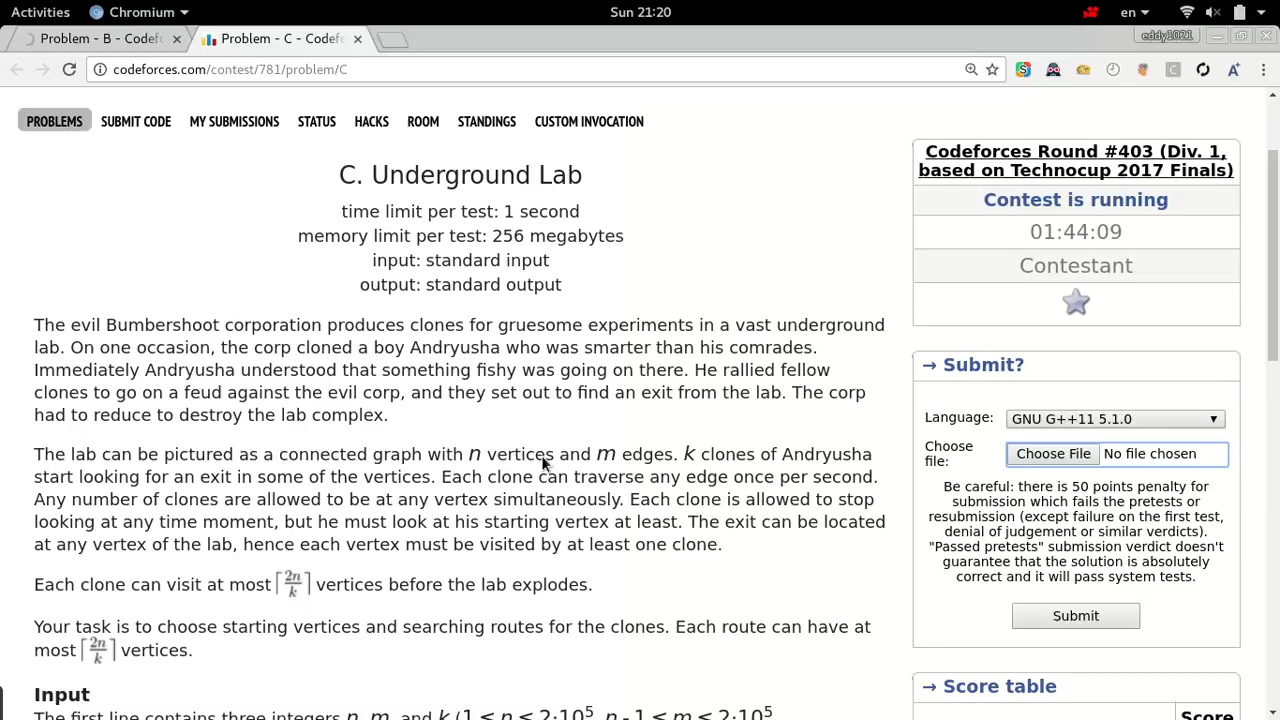 Activities Chromium Sun 21:20 en
Problem - B - Codef Problem - C - Codef eddy1021
codeforces.com/contest/781/problem/C
PROBLEMS SUBMIT CODE MY SUBMISSIONS STATUS HACKS ROOM STANDINGS CUSTOM INVOCATION
C. Underground Lab
time limit per test: 1 second
memory limit per test: 256 megabytes
input: standard input
output: standard output
The evil Bumbershoot corporation produces clones for gruesome experiments in a vast underground
lab. On one occasion, the corp cloned a boy Andryusha who was smarter than his comrades.
Immediately Andryusha understood that something fishy was going on there. He rallied fellow
clones to go on a feud against the evil corp, and they set out to find an exit from the lab. The corp
had to reduce to destroy the lab complex.
The lab can be pictured as a connected graph with n vertices and m edges. k clones of Andryusha
start looking for an exit in some of the vertices. Each clone can traverse any edge once per second.
Any number of clones are allowed to be at any vertex simultaneously. Each clone is allowed to stop
looking at any time moment, but he must look at his starting vertex at least. The exit can be located
at any vertex of the lab, hence each vertex must be visited by at least one clone.
Each clone can visit at most ⌈2n/k⌉ vertices before the lab explodes.
Your task is to choose starting vertices and searching routes for the clones. Each route can have at
most ⌈2n/k⌉ vertices.
Input
The first line contains three integers n, m, and k (1 ≤ n ≤ 2·10⁵, n - 1 ≤ m ≤ 2·10⁵,
Codeforces Round #403 (Div. 1,
based on Technocup 2017 Finals)
Contest is running
01:44:09
Contestant
→ Submit?
Language: GNU G++11 5.1.0
Choose
file: Choose File No file chosen
Be careful: there is 50 points penalty for
submission which fails the pretests or
resubmission (except failure on the first test,
denial of judgement or similar verdicts).
"Passed pretests" submission verdict doesn't
guarantee that the solution is absolutely
correct and it will pass system tests.
Submit
→ Score table
Score